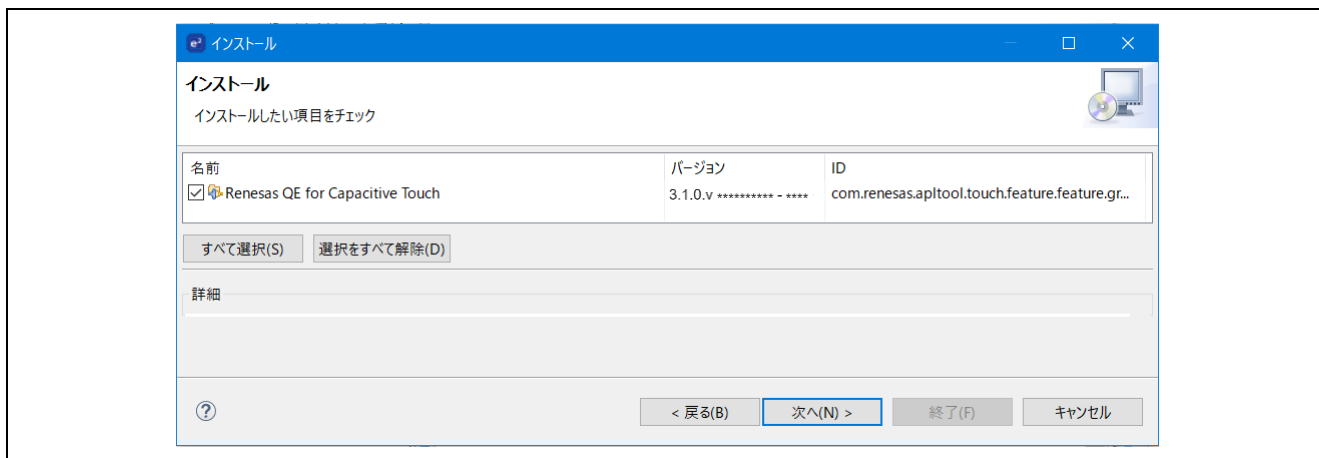 e² インストール
インストール
インストールしたい項目をチェック
名前 バージョン ID
Renesas QE for Capacitive Touch 3.1.0.v ********** - **** com.renesas.apltool.touch.feature.feature.gr...
すべて選択(S) 選択をすべて解除(D)
詳細
? < 戻る(B) 次へ(N) > 終了(F) キャンセル